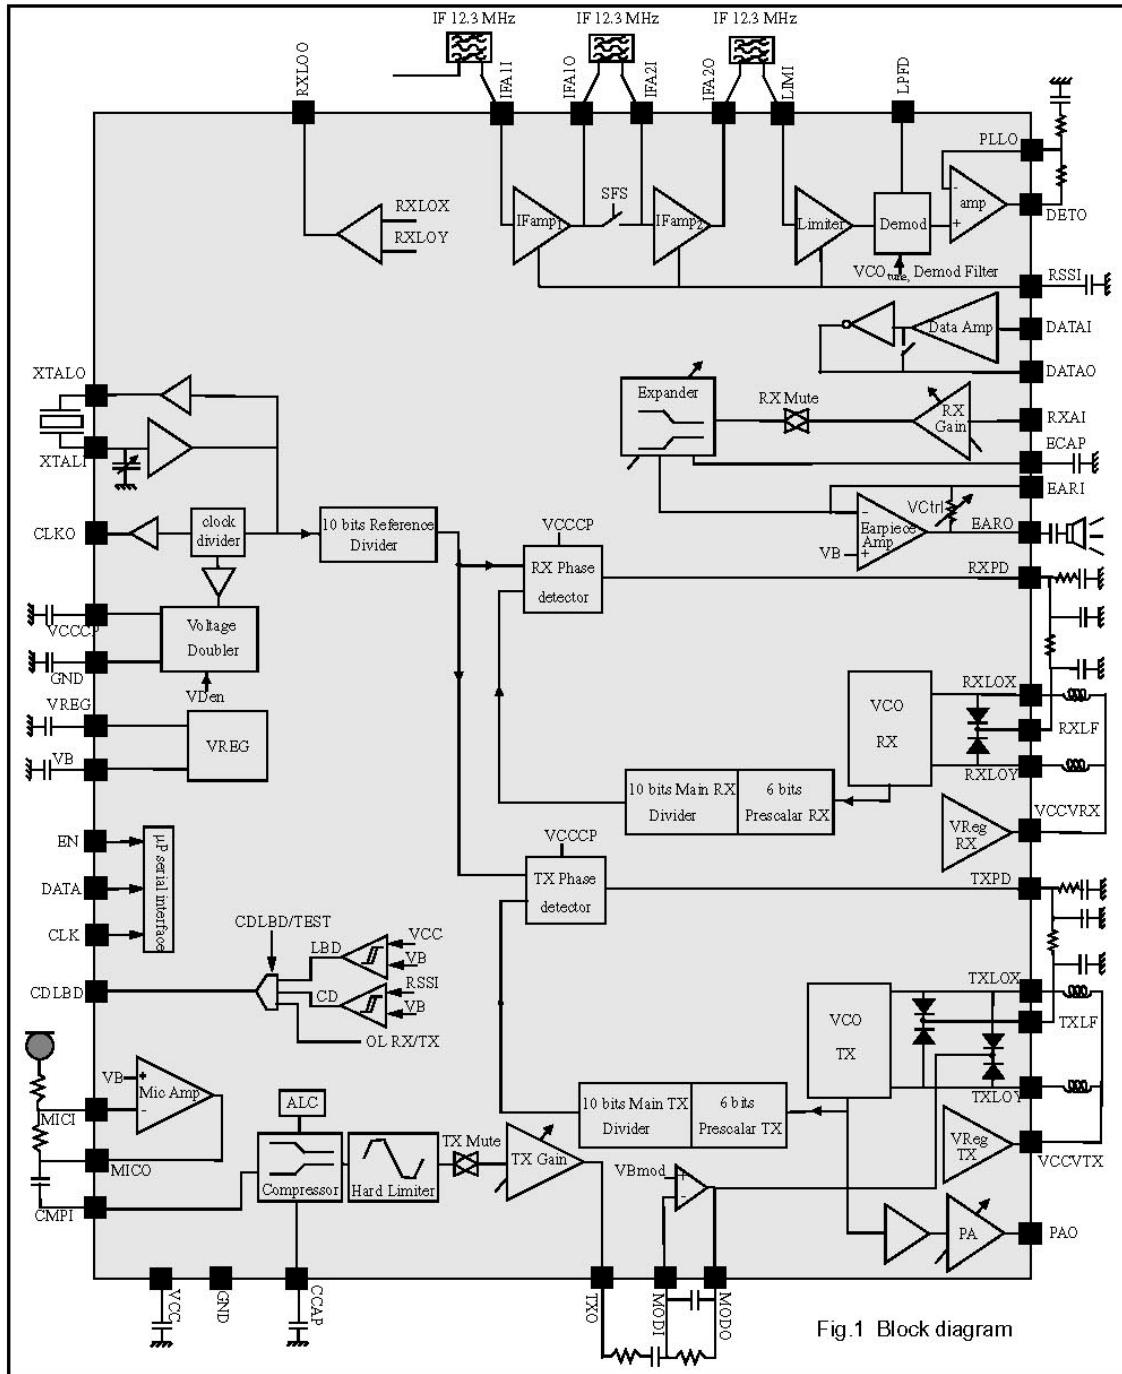 IF 12.3 MHz
IF 12.3 MHz
IF 12.3 MHz
RXLOO
IFA1I
IFA1O
IFA2I
IFA2O
LIMI
LPFD
PLLO
RXLOX
RXLOY
IFamp1
SFS
IFamp2
Limiter
Demod
- amp +
DETO
VCOtune, Demod Filter
RSSI
Data Amp
DATAI
DATAO
XTALO
XTALI
Expander
RX Mute
RX Gain
RXAI
ECAP
EARI
VCtrl
Earpiece Amp
VB
EARO
CLKO
clock divider
10 bits Reference Divider
VCCCP
RX Phase detector
RXPD
VCCCP
Voltage Doubler
GND
VDen
VREG
VREG
VB
VCO RX
RXLOX
RXLF
RXLOY
10 bits Main RX Divider
6 bits Prescalar RX
VReg RX
VCCVRX
EN
DATA
CLK
µP serial interface
VCCCP
TX Phase detector
TXPD
CDLBD/TEST
LBD
VCC
VB
CD
RSSI
VB
OL RX/TX
CDLBD
VCO TX
TXLOX
TXLF
TXLOY
VB
Mic Amp
MICI
MICO
CMPI
ALC
Compressor
Hard Limiter
TX Mute
TX Gain
10 bits Main TX Divider
6 bits Prescalar TX
VBmod
VReg TX
VCCVTX
PA
PAO
VCC
GND
CCAP
TXO
MODI
MODO
Fig.1 Block diagram